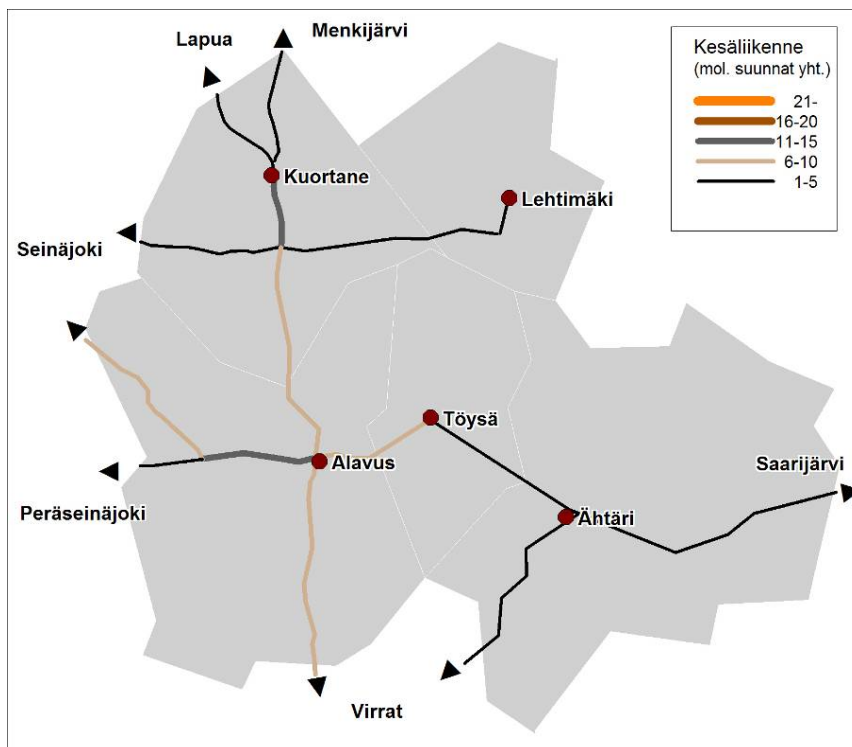 Lapua
Menkijärvi
Kesäliikenne
(mol. suunnat yht.)
21-
16-20
11-15
6-10
1-5
Kuortane
Lehtimäki
Seinäjoki
Töysä
Alavus
Saarijärvi
Peräseinäjoki
Ähtäri
Virrat